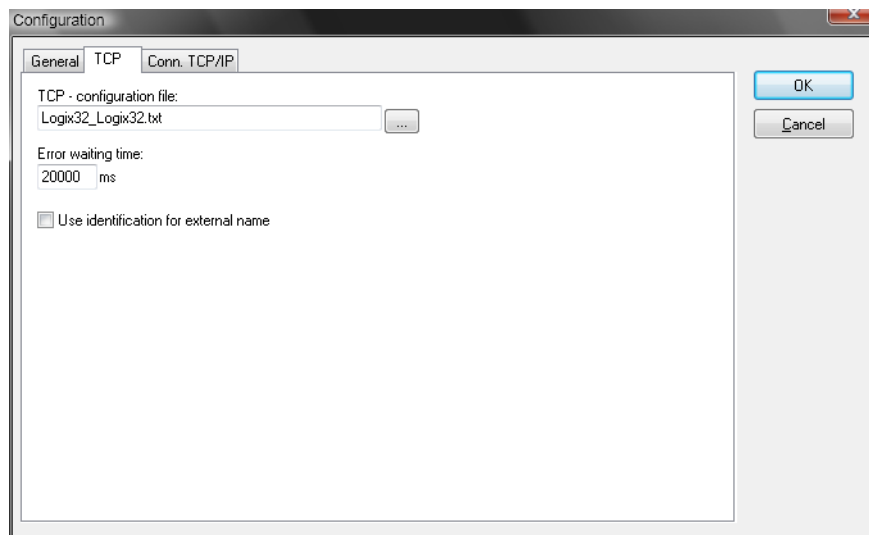 Configuration
General TCP Conn. TCP/IP
TCP - configuration file:
Logix32_Logix32.txt ...
Error waiting time:
20000 ms
Use identification for external name
OK
Cancel